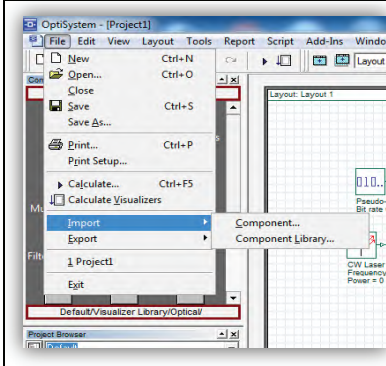 OptiSystem - [Project1]
File Edit View Layout Tools Report Script Add-Ins Windo
New Ctrl+N
Open... Ctrl+O
Close
Save Ctrl+S
Save As...
Print... Ctrl+P
Print Setup...
Calculate... Ctrl+F5
Calculate Visualizers
Import
Export
1 Project1
Exit
Component...
Component Library...
Layout
Layout: Layout 1
Pseudo-
Bit rate
CW Laser
Frequency
Power = 0
Default/Visualizer Library/Optical/
Project Browser
Default